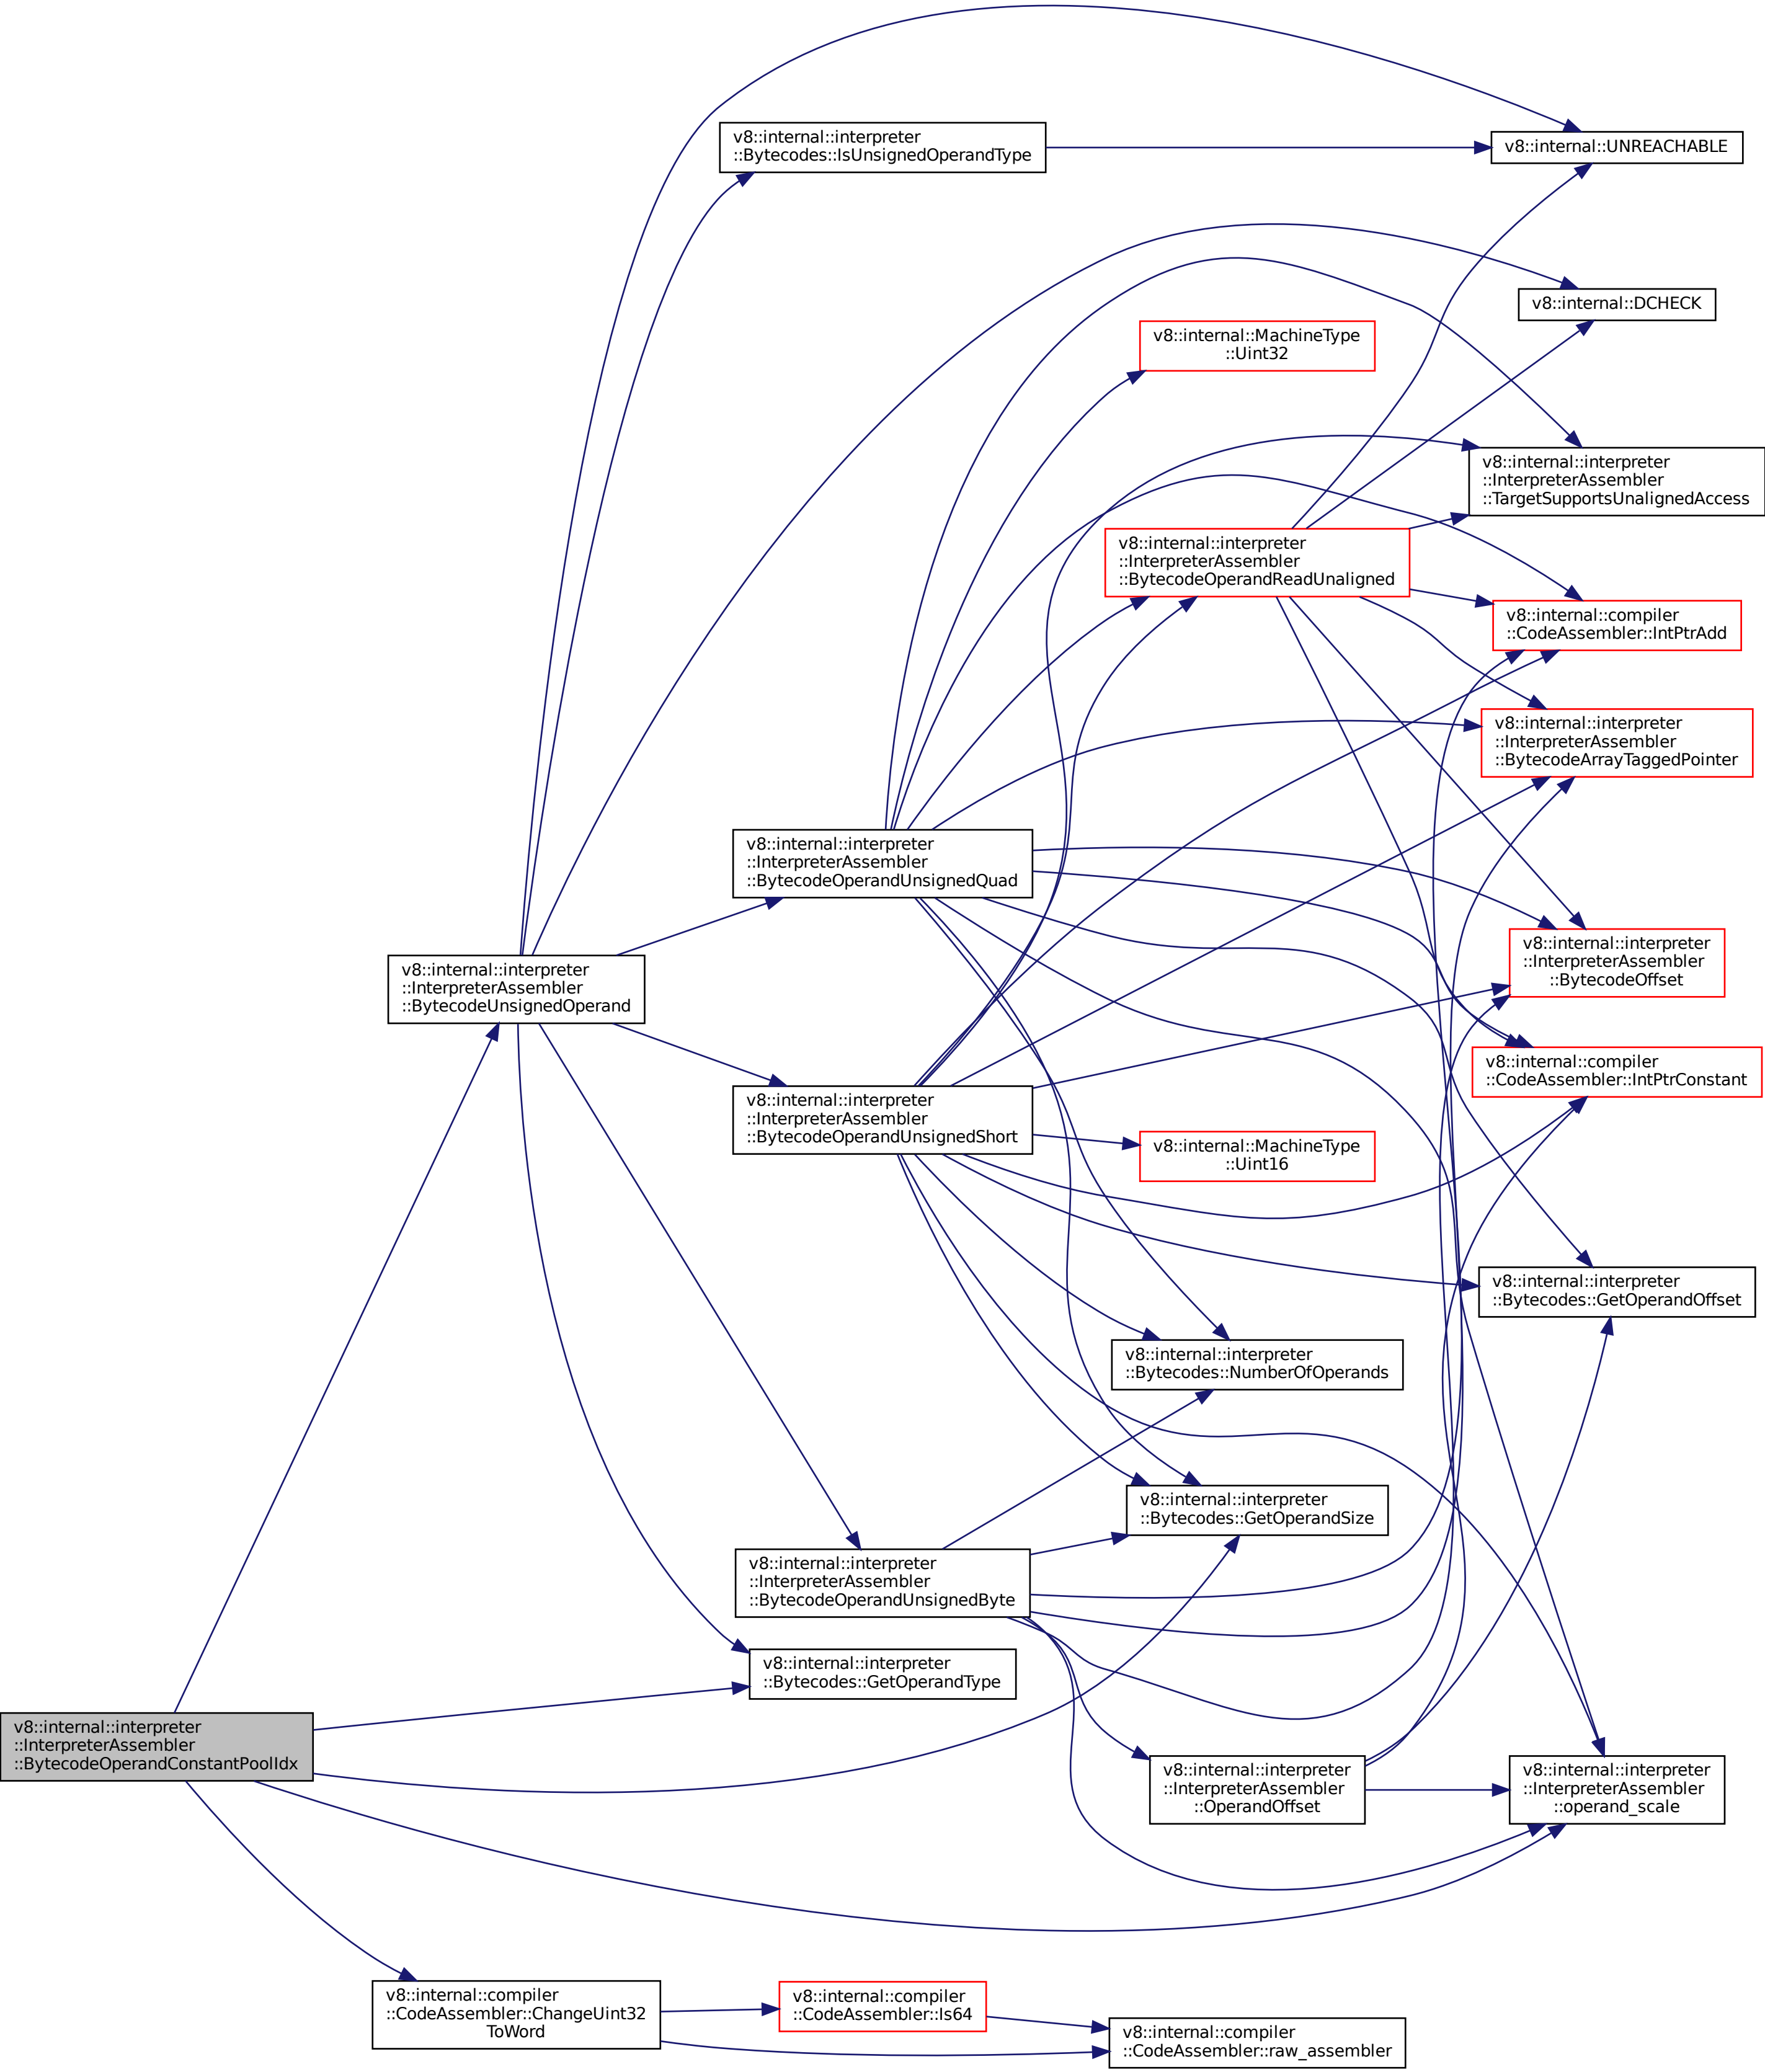 v8::internal::interpreter
::Bytecodes::IsUnsignedOperandType
v8::internal::UNREACHABLE
v8::internal::DCHECK
v8::internal::MachineType
::Uint32
v8::internal::interpreter
::InterpreterAssembler
::TargetSupportsUnalignedAccess
v8::internal::interpreter
::InterpreterAssembler
::BytecodeOperandReadUnaligned
v8::internal::compiler
::CodeAssembler::IntPtrAdd
v8::internal::interpreter
::InterpreterAssembler
::BytecodeArrayTaggedPointer
v8::internal::interpreter
::InterpreterAssembler
::BytecodeOperandUnsignedQuad
v8::internal::interpreter
::InterpreterAssembler
::BytecodeOffset
v8::internal::interpreter
::InterpreterAssembler
::BytecodeUnsignedOperand
v8::internal::compiler
::CodeAssembler::IntPtrConstant
v8::internal::interpreter
::InterpreterAssembler
::BytecodeOperandUnsignedShort
v8::internal::MachineType
::Uint16
v8::internal::interpreter
::Bytecodes::GetOperandOffset
v8::internal::interpreter
::Bytecodes::NumberOfOperands
v8::internal::interpreter
::Bytecodes::GetOperandSize
v8::internal::interpreter
::InterpreterAssembler
::BytecodeOperandUnsignedByte
v8::internal::interpreter
::Bytecodes::GetOperandType
v8::internal::interpreter
::InterpreterAssembler
::BytecodeOperandConstantPoolIdx
v8::internal::interpreter
::InterpreterAssembler
::OperandOffset
v8::internal::interpreter
::InterpreterAssembler
::operand_scale
v8::internal::compiler
::CodeAssembler::ChangeUint32
ToWord
v8::internal::compiler
::CodeAssembler::Is64
v8::internal::compiler
::CodeAssembler::raw_assembler